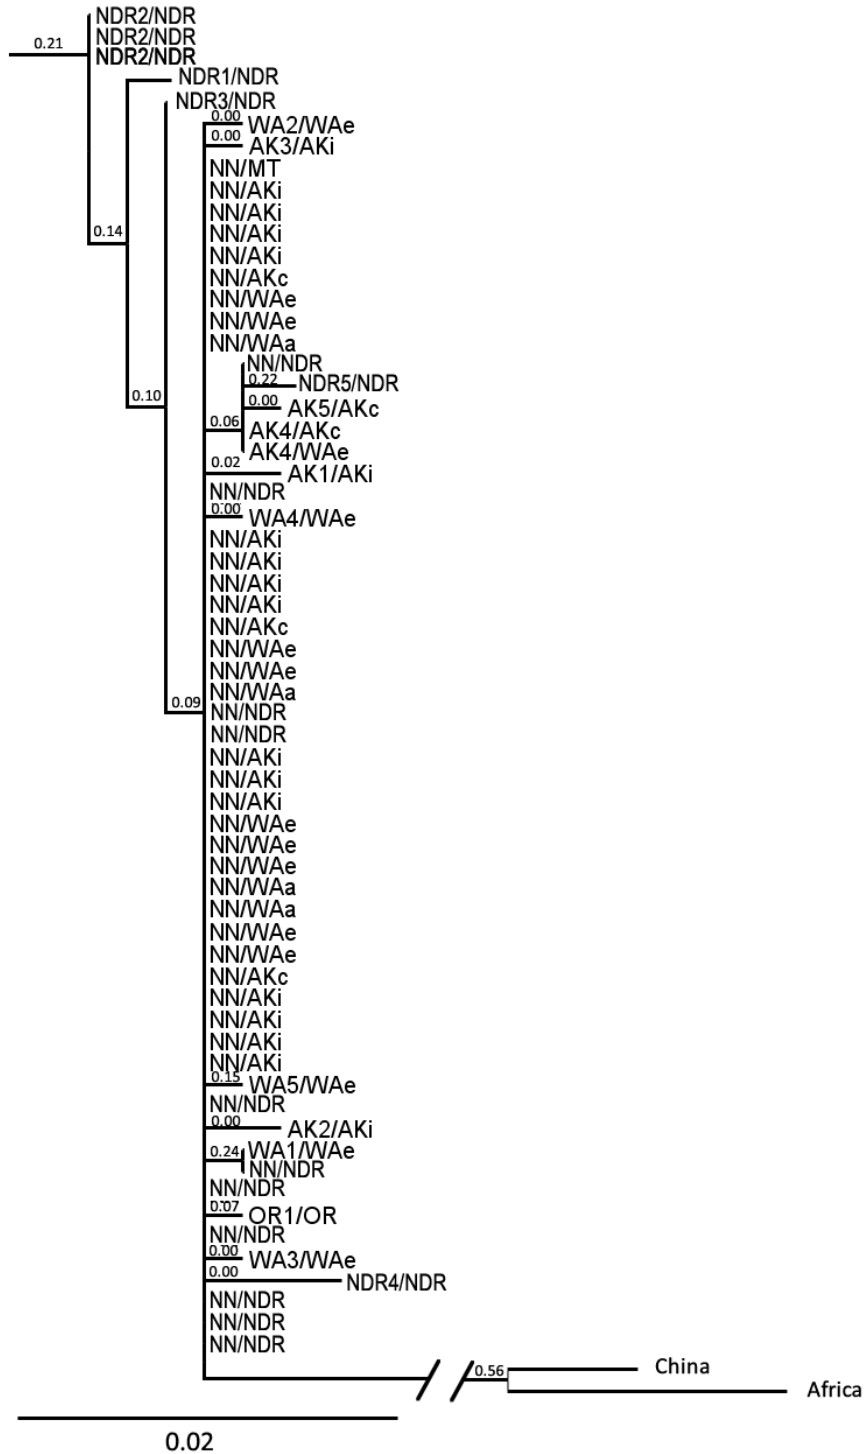 NDR2/NDR
NDR2/NDR
0.21
NDR2/NDR
NDR1/NDR
NDR3/NDR
0.00
WA2/WAe
0.00
AK3/AKi
NN/MT
NN/AKi
NN/AKi
0.14
NN/AKi
NN/AKi
NN/AKc
NN/WAe
NN/WAe
NN/WAa
NN/NDR
0.22
NDR5/NDR
0.10
0.00
AK5/AKc
0.06
AK4/AKc
AK4/WAe
0.02
AK1/AKi
NN/NDR
0.00
WA4/WAe
NN/AKi
NN/AKi
NN/AKi
NN/AKi
NN/AKc
NN/WAe
NN/WAe
NN/WAa
0.09
NN/NDR
NN/NDR
NN/AKi
NN/AKi
NN/AKi
NN/WAe
NN/WAe
NN/WAe
NN/WAa
NN/WAa
NN/WAe
NN/WAe
NN/AKc
NN/AKi
NN/AKi
NN/AKi
NN/AKi
0.15
WA5/WAe
NN/NDR
0.00
AK2/AKi
0.24
WA1/WAe
NN/NDR
NN/NDR
0.07
OR1/OR
NN/NDR
0.00
WA3/WAe
0.00
NDR4/NDR
NN/NDR
NN/NDR
NN/NDR
0.56
China
Africa
0.02